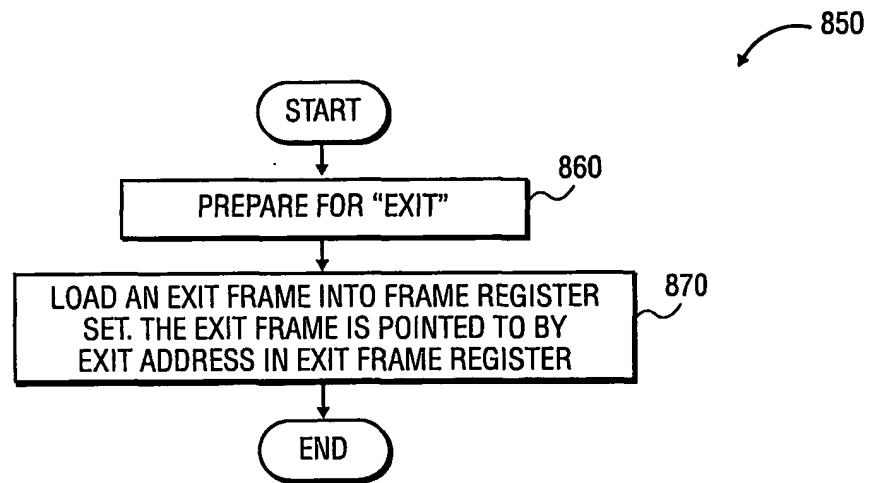 850
START
860
PREPARE FOR “EXIT”
870
LOAD AN EXIT FRAME INTO FRAME REGISTER
SET. THE EXIT FRAME IS POINTED TO BY
EXIT ADDRESS IN EXIT FRAME REGISTER
END